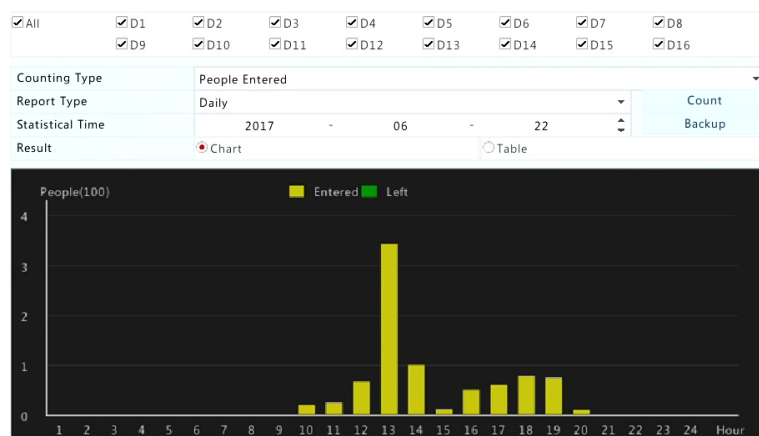 All D1 D2 D3 D4 D5 D6 D7 D8
D9 D10 D11 D12 D13 D14 D15 D16
Counting Type People Entered
Report Type Daily Count
Statistical Time 2017 - 06 - 22 Backup
Result Chart Table
People(100) Entered Left
4
3
2
1
0
1 2 3 4 5 6 7 8 9 10 11 12 13 14 15 16 17 18 19 20 21 22 23 24 Hour